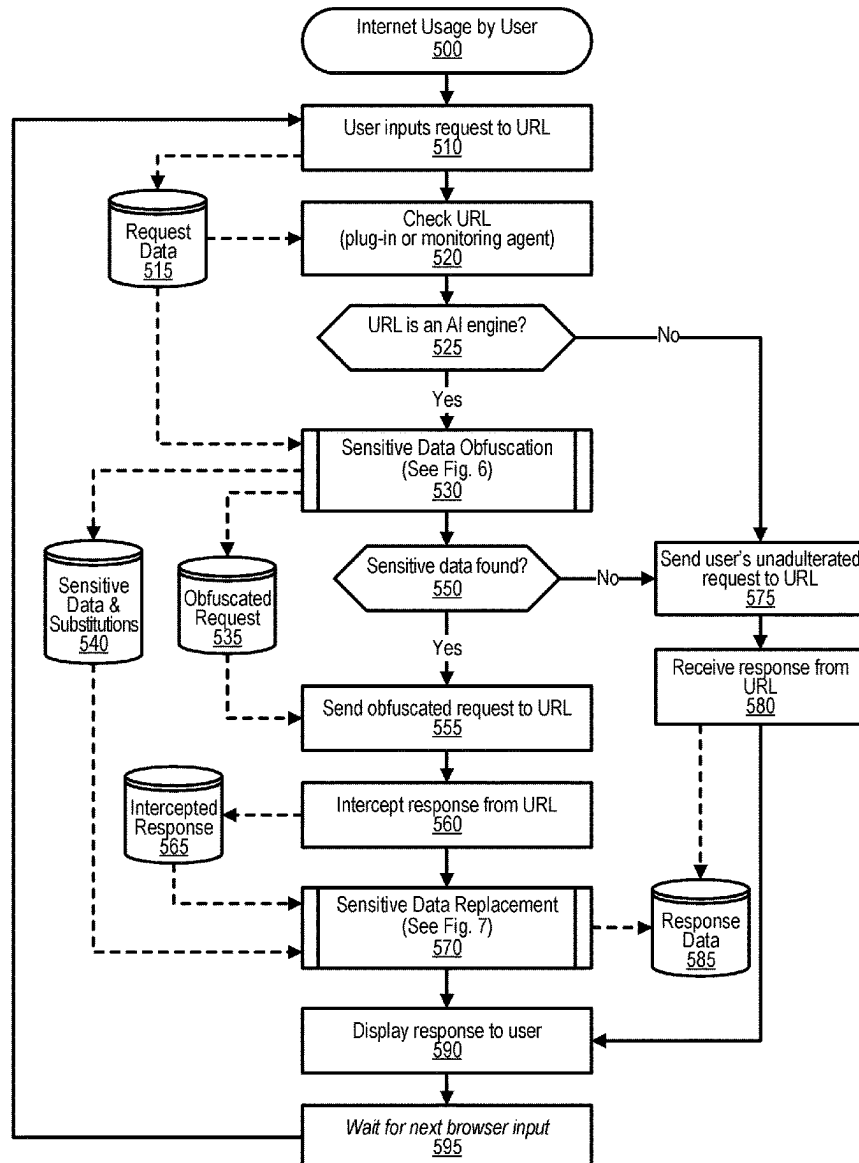 Internet Usage by User
500
User inputs request to URL
510
Request
Data
515
Check URL
(plug-in or monitoring agent)
520
URL is an AI engine?
525
No
Yes
Sensitive Data Obfuscation
(See Fig. 6)
530
Sensitive
Data &
Substitutions
540
Obfuscated
Request
535
Sensitive data found?
550
No
Send user's unadulterated
request to URL
575
Yes
Receive response from
URL
580
Send obfuscated request to URL
555
Intercepted
Response
565
Intercept response from URL
560
Sensitive Data Replacement
(See Fig. 7)
570
Response
Data
585
Display response to user
590
Wait for next browser input
595